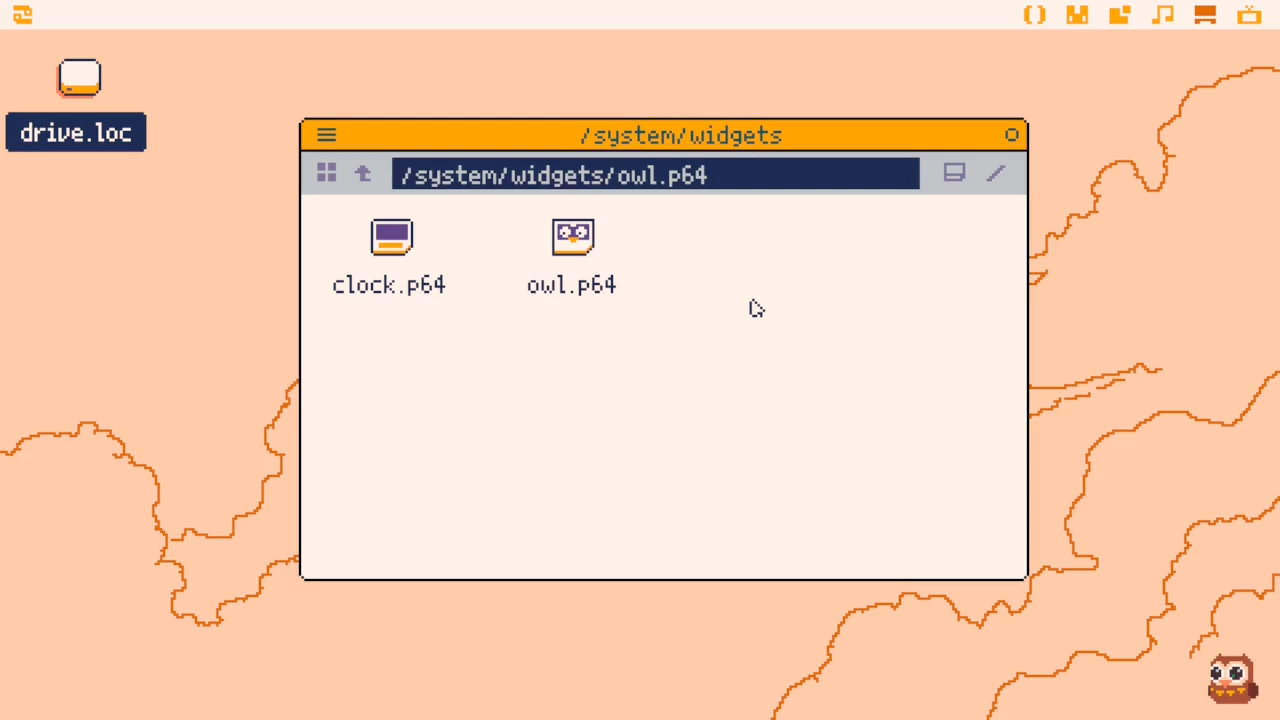 drive.loc
/system/widgets
/system/widgets/owl.p64
clock.p64
owl.p64